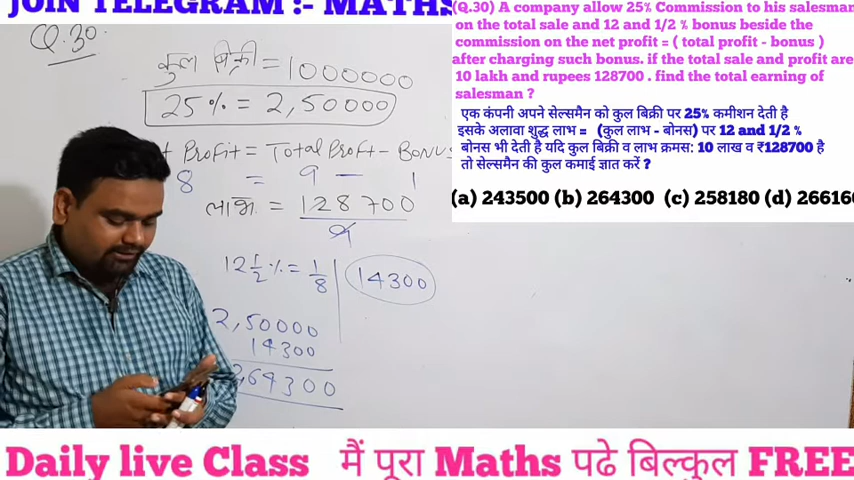 JOIN TELEGRAM :- MATHS
(Q.30) A company allow 25% Commission to his salesman
on the total sale and 12 and 1/2 % bonus beside the
commission on the net profit = ( total profit - bonus )
after charging such bonus. if the total sale and profit are
10 lakh and rupees 128700 . find the total earning of
salesman ?
एक कंपनी अपने सेल्समैन को कुल बिक्री पर 25% कमीशन देती है
इसके अलावा शुद्ध लाभ = (कुल लाभ - बोनस) पर 12 and 1/2 %
बोनस भी देती है यदि कुल बिक्री व लाभ क्रमस: 10 लाख व ₹128700 है
तो सेल्समैन की कुल कमाई ज्ञात करें ?
(a) 243500 (b) 264300 (c) 258180 (d) 266160
Q.30
कुल बिक्री = 1000000
25% = 2,50000
Profit = Total Profit - Bonus
8 = 9 - 1
लाभ = 128700
9
12 1/2 % = 1/8 14300
2,50000
14300
2,64300
Daily live Class में पूरा Maths पढे बिल्कुल FREE